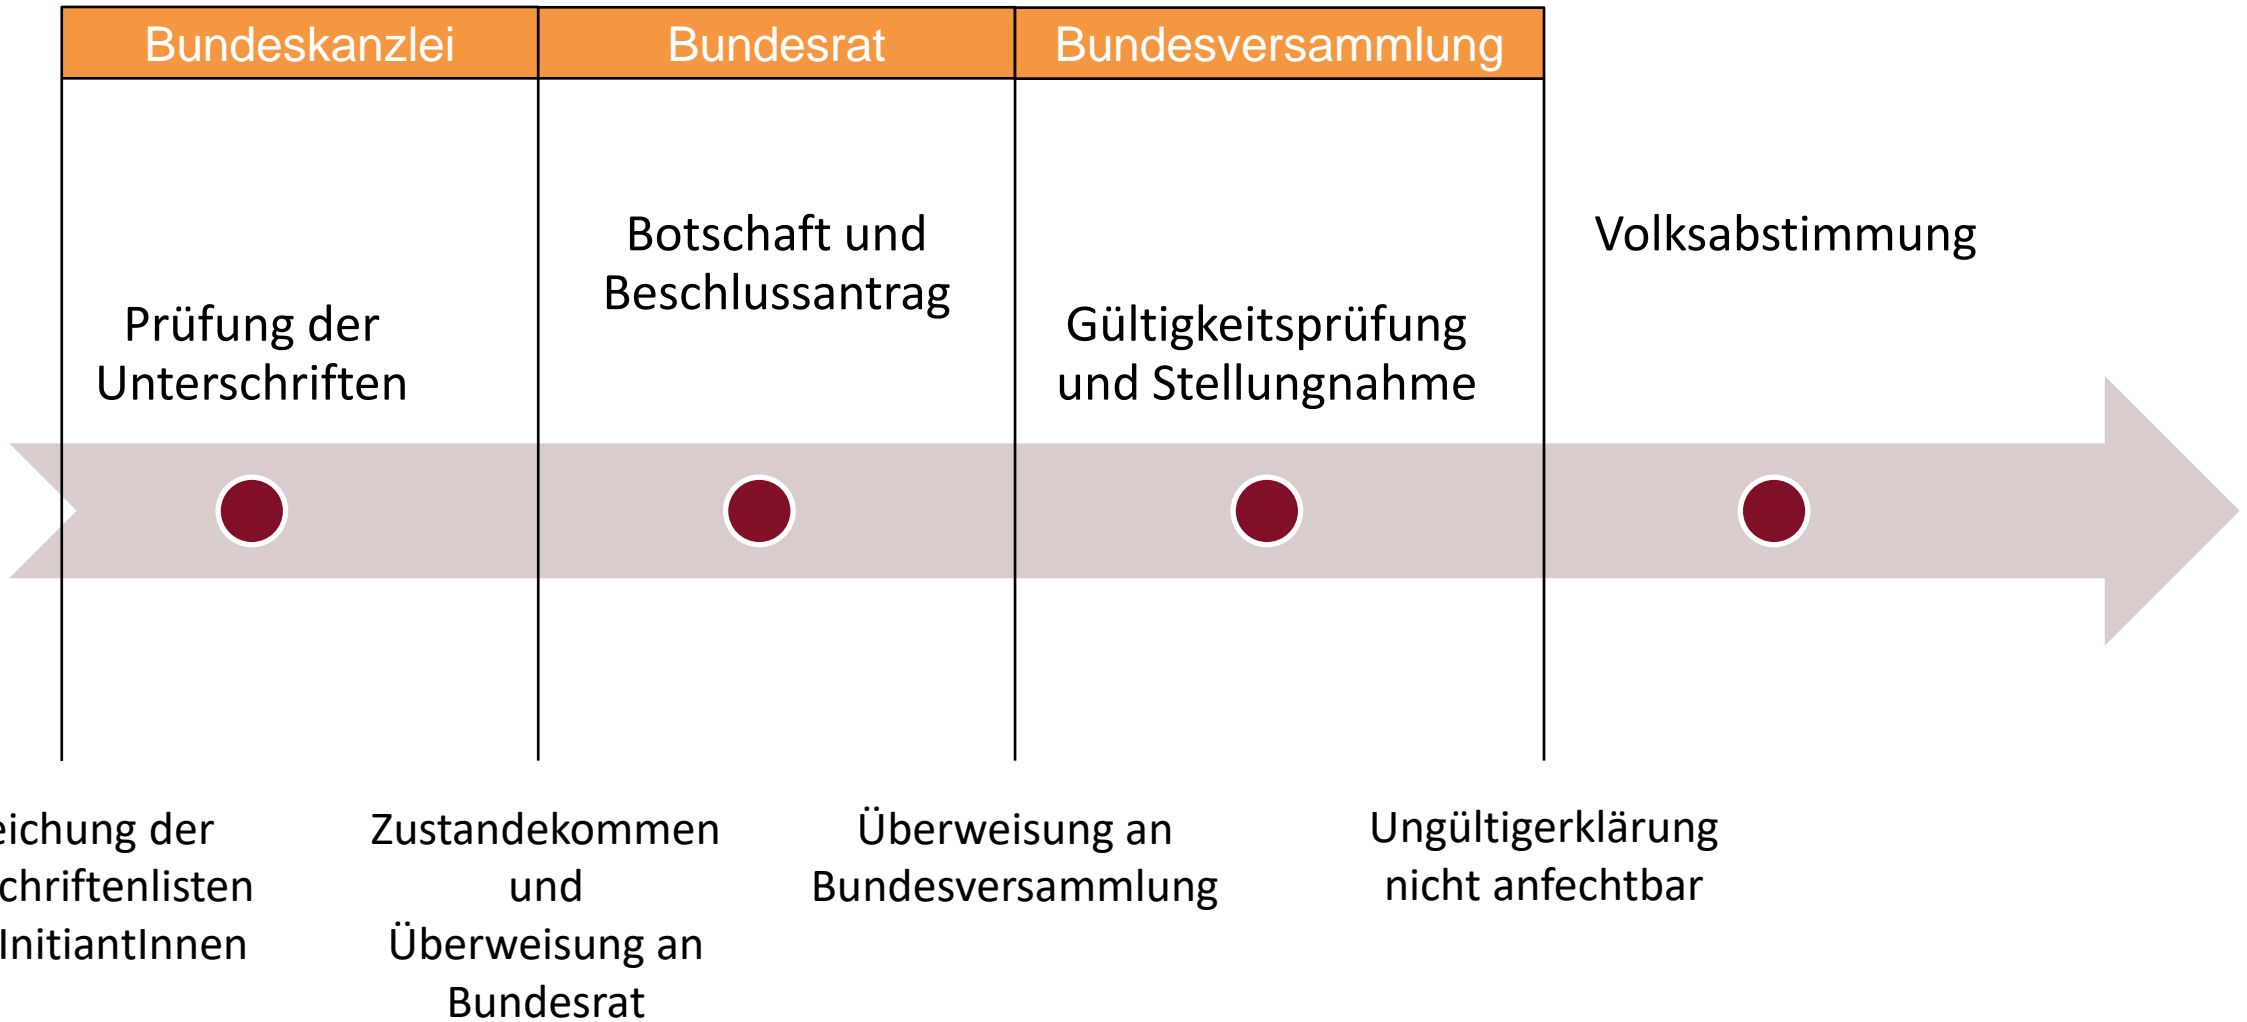 Bundeskanzlei
Bundesrat
Bundesversammlung
Prüfung der
Unterschriften
Botschaft und
Beschlussantrag
Gültigkeitsprüfung
und Stellungnahme
Volksabstimmung
eichung der
chriftenlisten
InitiantInnen
Zustandekommen
und
Überweisung an
Bundesrat
Überweisung an
Bundesversammlung
Ungültigerklärung
nicht anfechtbar